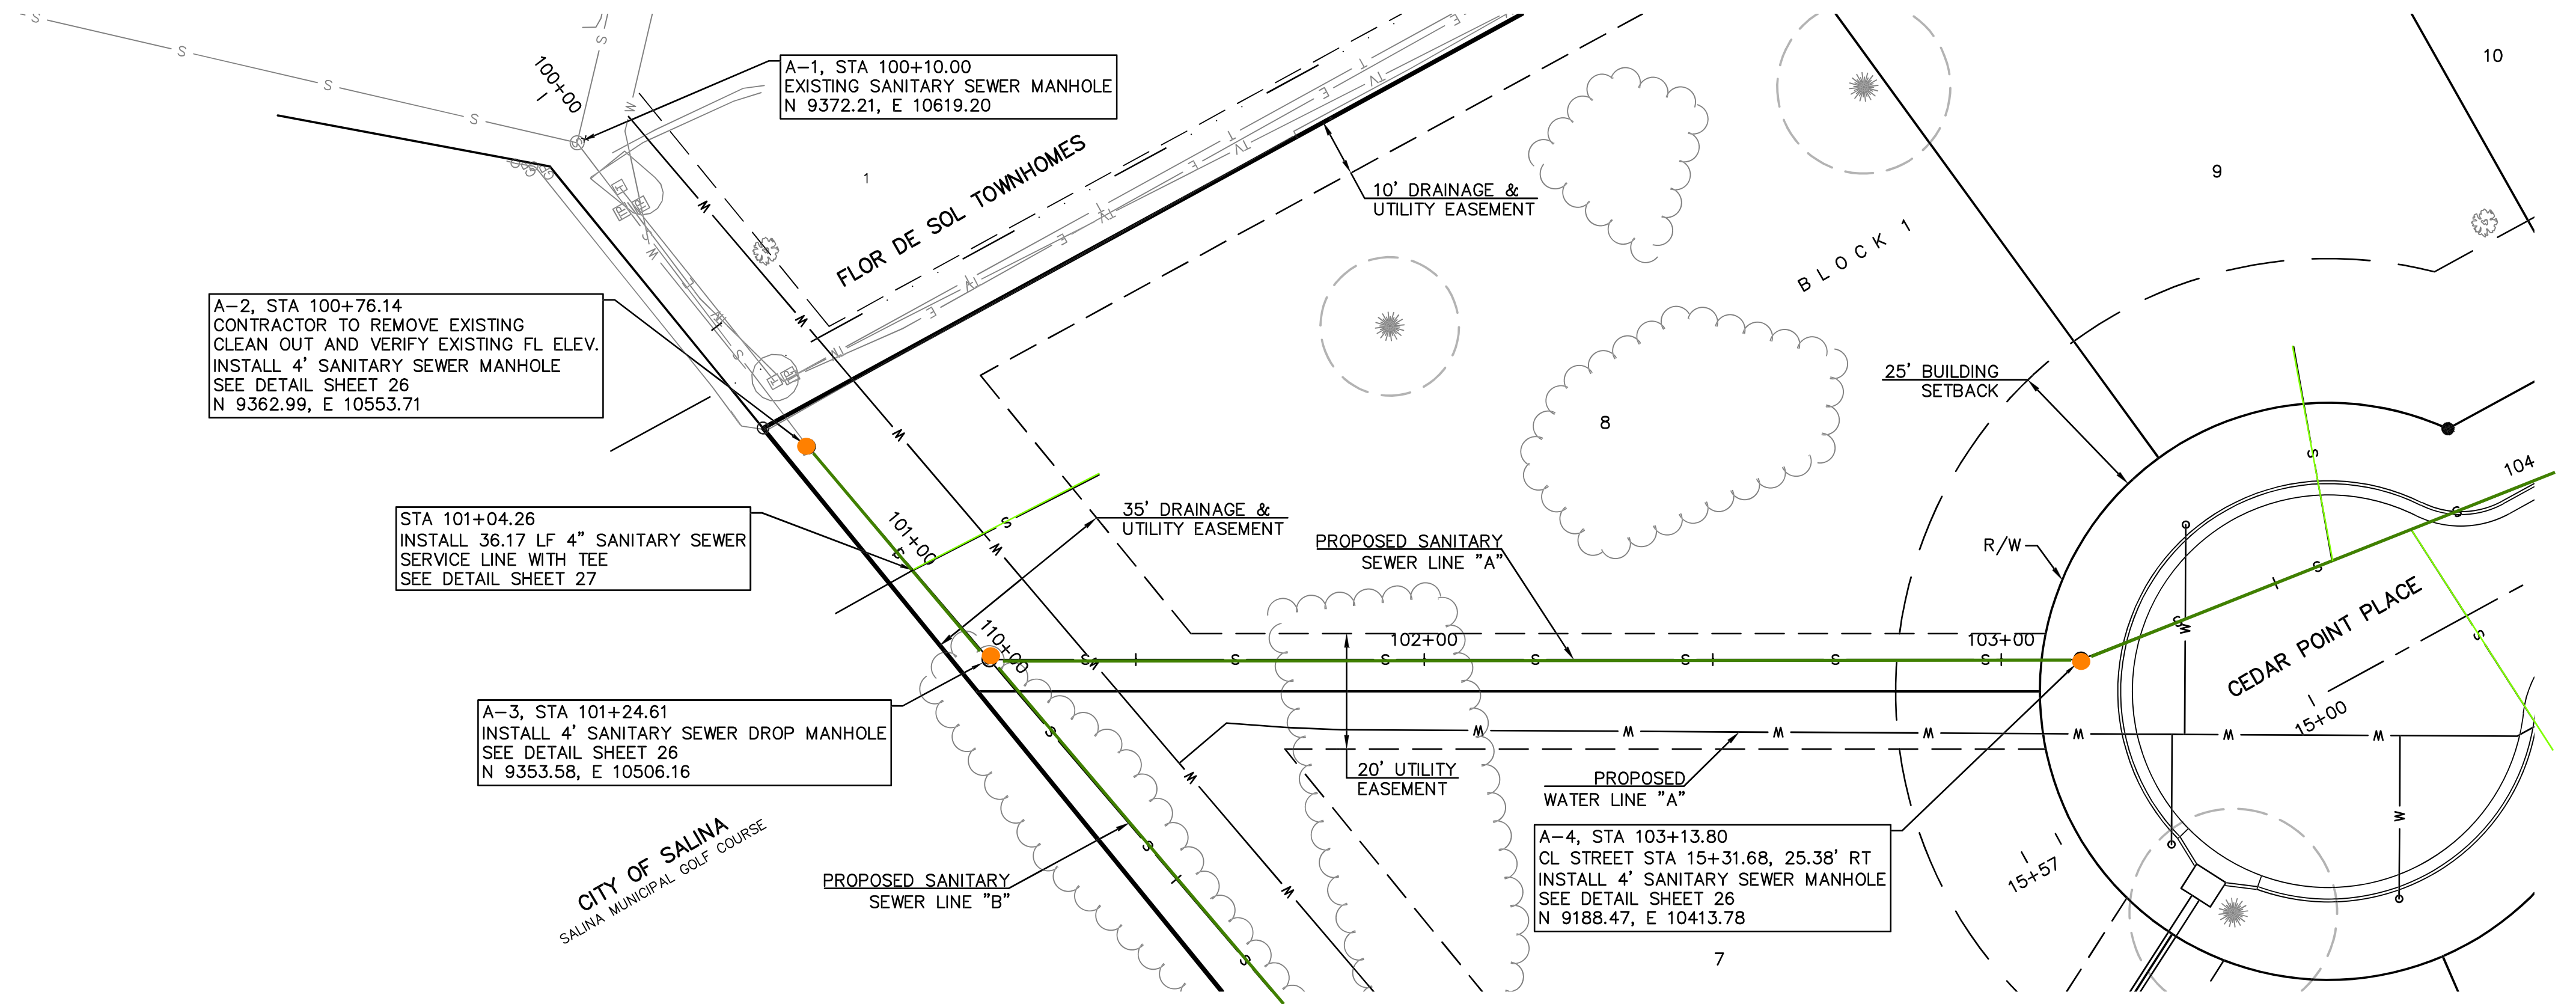 100+00
A-1, STA 100+10.00
EXISTING SANITARY SEWER MANHOLE
N 9372.21, E 10619.20
10
9
1
FLOR DE SOL TOWNHOMES
10' DRAINAGE &
UTILITY EASEMENT
BLOCK 1
A-2, STA 100+76.14
CONTRACTOR TO REMOVE EXISTING
CLEAN OUT AND VERIFY EXISTING FL ELEV.
INSTALL 4' SANITARY SEWER MANHOLE
SEE DETAIL SHEET 26
N 9362.99, E 10553.71
25' BUILDING
SETBACK
8
104
STA 101+04.26
INSTALL 36.17 LF 4" SANITARY SEWER
SERVICE LINE WITH TEE
SEE DETAIL SHEET 27
101+00
35' DRAINAGE &
UTILITY EASEMENT
PROPOSED SANITARY
SEWER LINE "A"
R/W
110+00
102+00
103+00
CEDAR POINT PLACE
15+00
A-3, STA 101+24.61
INSTALL 4' SANITARY SEWER DROP MANHOLE
SEE DETAIL SHEET 26
N 9353.58, E 10506.16
20' UTILITY
EASEMENT
PROPOSED
WATER LINE "A"
A-4, STA 103+13.80
CL STREET STA 15+31.68, 25.38' RT
INSTALL 4' SANITARY SEWER MANHOLE
SEE DETAIL SHEET 26
N 9188.47, E 10413.78
15+57
CITY OF SALINA
SALINA MUNICIPAL GOLF COURSE
PROPOSED SANITARY
SEWER LINE "B"
7